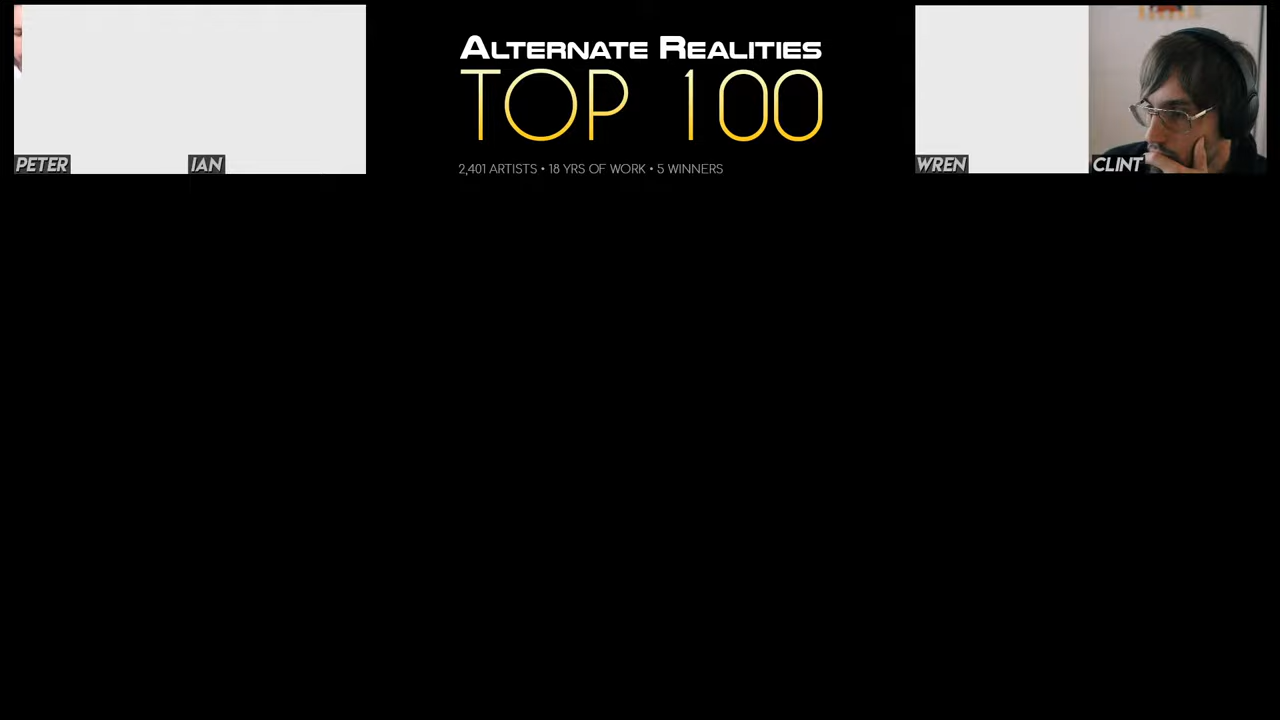 ALTERNATE REALITIES
TOP 100
2,401 ARTISTS • 18 YRS OF WORK • 5 WINNERS
PETER
IAN
WREN
CLINT